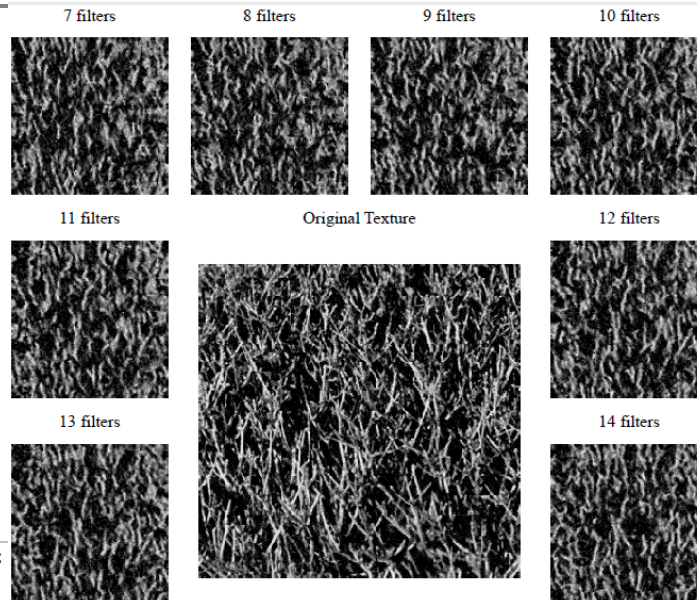 7 filters
8 filters
9 filters
10 filters
11 filters
Original Texture
12 filters
13 filters
14 filters